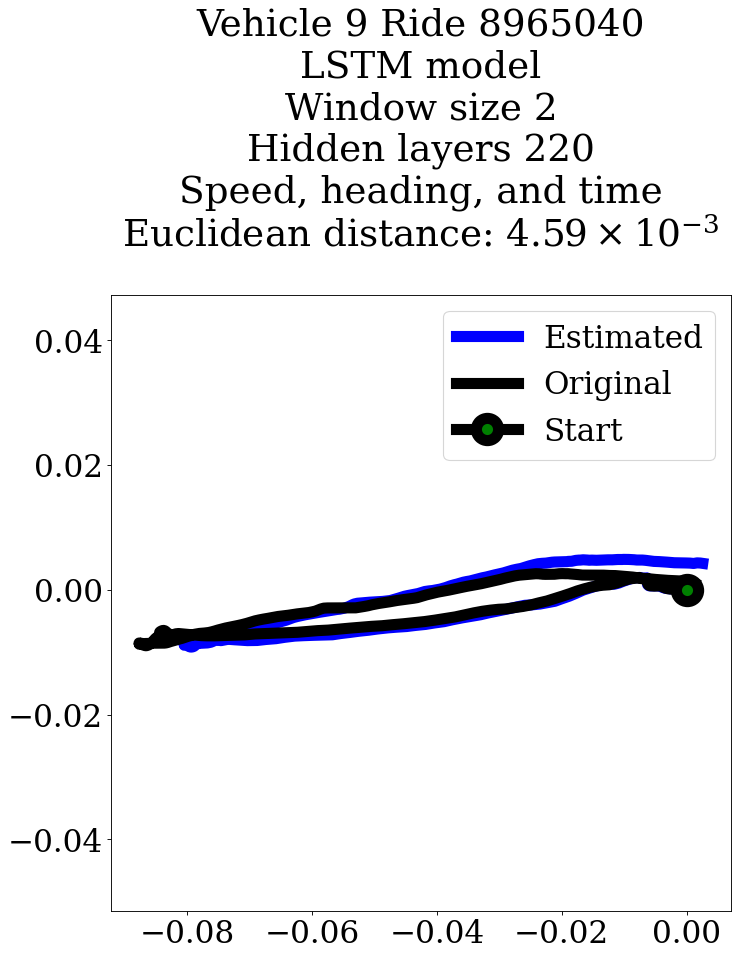 Vehicle 9 Ride 8965040
LSTM model
Window size 2
Hidden layers 220
Speed, heading, and time
Euclidean distance: 4.59 × 10⁻³
Estimated
Original
Start
0.04
0.02
0.00
−0.02
−0.04
−0.08
−0.06
−0.04
−0.02
0.00